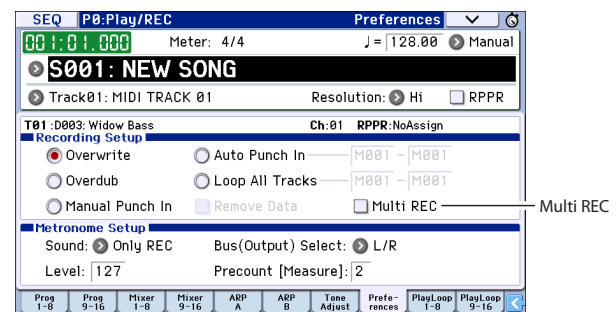 SEQ P0:Play/REC Preferences
001:01.000 Meter: 4/4 ♩= 128.00 Manual
S001: NEW SONG
Track01: MIDI TRACK 01 Resolution: Hi RPPR
T01 :D003: Widow Bass Ch:01 RPPR:NoAssign
Recording Setup
Overwrite Auto Punch In M001 - M001
Overdub Loop All Tracks M001 - M001
Manual Punch In Remove Data Multi REC Multi REC
Metronome Setup
Sound: Only REC Bus(Output) Select: L/R
Level: 127 Precount [Measure]: 2
Prog 1-8 Prog 9-16 Mixer 1-8 Mixer 9-16 ARP A ARP B Tone Adjust Prefe-rences PlayLoop 1-8 PlayLoop 9-16